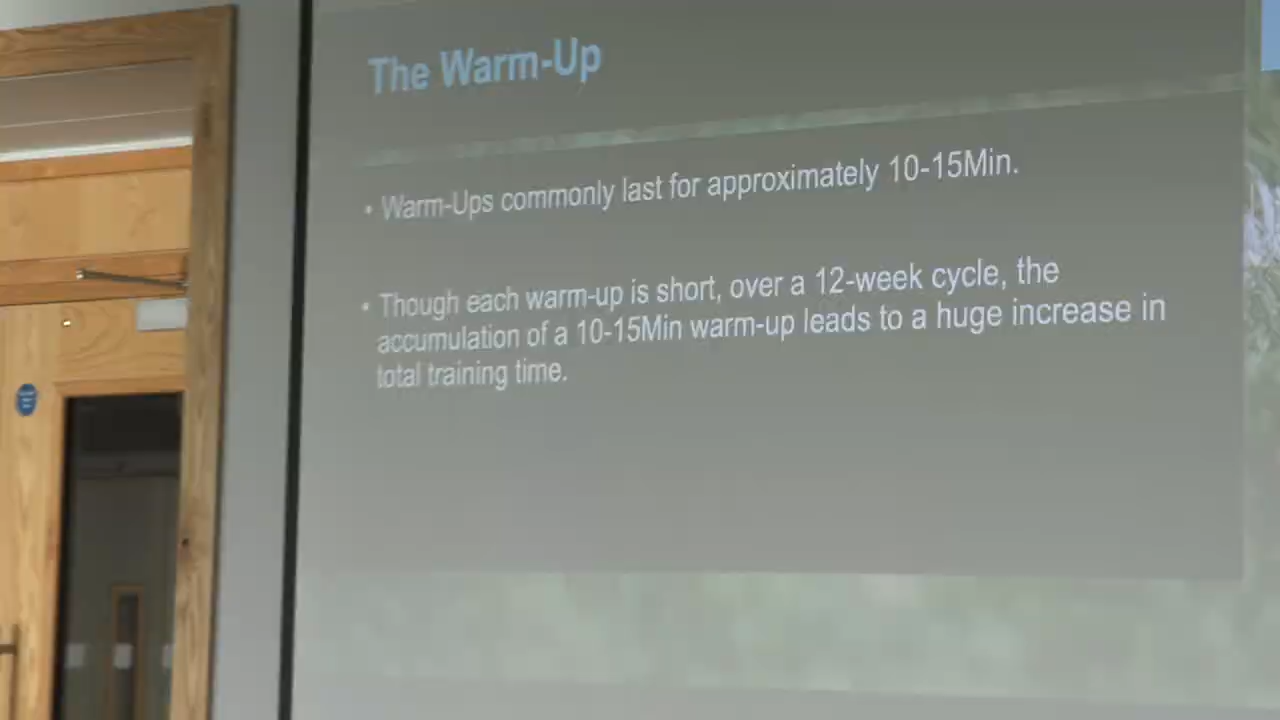 The Warm-Up
• Warm-Ups commonly last for approximately 10-15Min.
• Though each warm-up is short, over a 12-week cycle, the
accumulation of a 10-15Min warm-up leads to a huge increase in
total training time.